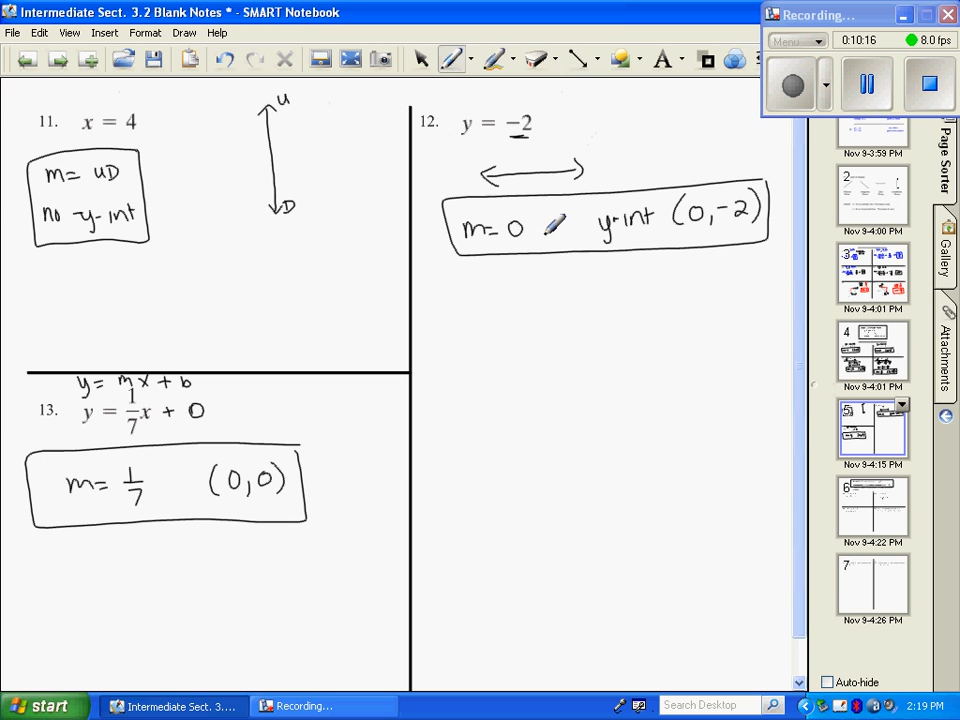 Intermediate Sect. 3.2 Blank Notes * - SMART Notebook
File Edit View Insert Format Draw Help
Recording...
Menu
0:10:16
8.0 fps
11. x = 4
m= UD
no y-int
U
D
12. y = -2
m= 0 y-int (0,-2)
y= mx + b
13. y = 1/7 x + 0
m= 1/7 (0,0)
Nov 9-3:59 PM
2
Nov 9-4:00 PM
3
Nov 9-4:01 PM
4
Nov 9-4:01 PM
5
Nov 9-4:15 PM
6
Nov 9-4:22 PM
7
Nov 9-4:26 PM
Page Sorter
Gallery
Attachments
Auto-hide
start
Intermediate Sect. 3....
Recording...
Search Desktop
2:19 PM